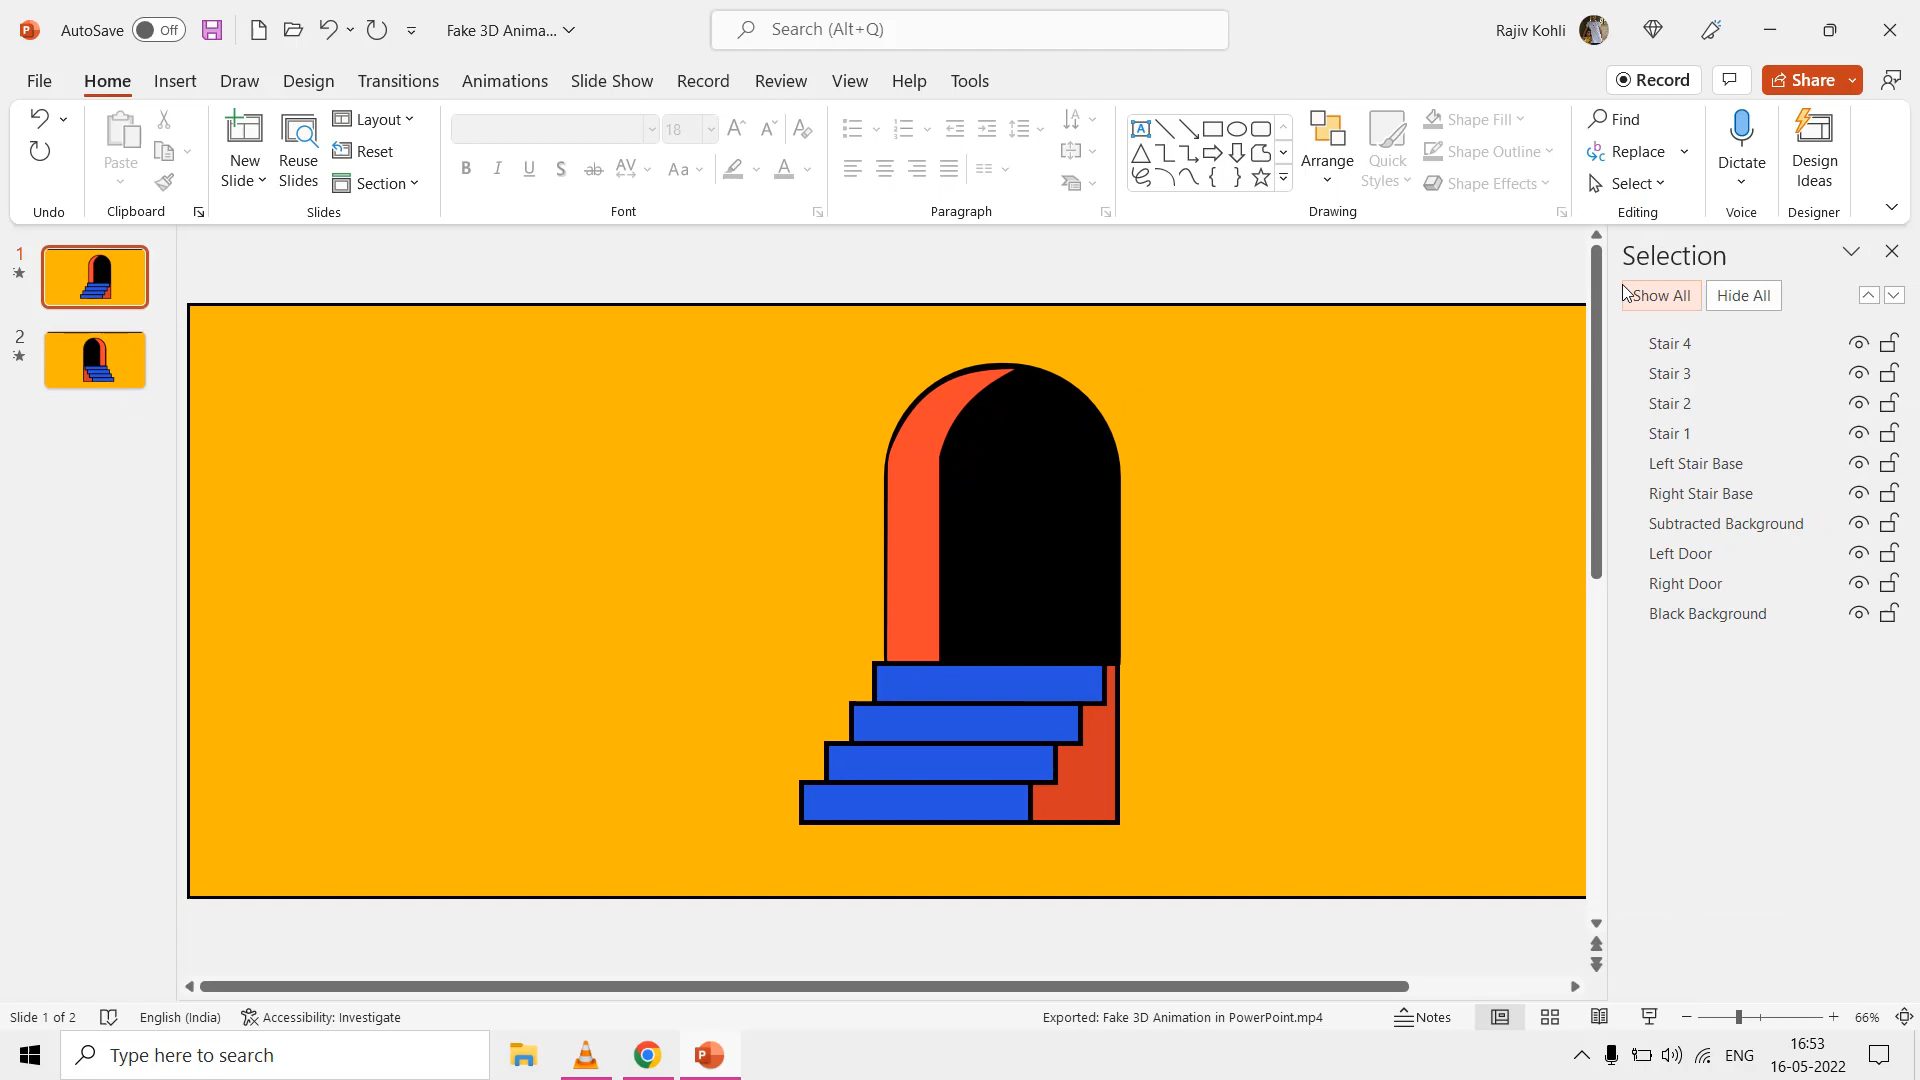 AutoSave Off Fake 3D Anima... Search (Alt+Q) Rajiv Kohli
File Home Insert Draw Design Transitions Animations Slide Show Record Review View Help Tools Record Share
Paste
New
Slide
Reuse
Slides
Layout
Reset
Section
18
Aa
Arrange
Quick
Styles
Shape Fill
Shape Outline
Shape Effects
Find
Replace
Select
Dictate
Design
Ideas
Undo Clipboard Slides Font Paragraph Drawing Editing Voice Designer
1
2
Selection
Show All Hide All
Stair 4
Stair 3
Stair 2
Stair 1
Left Stair Base
Right Stair Base
Subtracted Background
Left Door
Right Door
Black Background
Slide 1 of 2 English (India) Accessibility: Investigate Exported: Fake 3D Animation in PowerPoint.mp4 Notes 66%
Type here to search ENG 16:53
16-05-2022